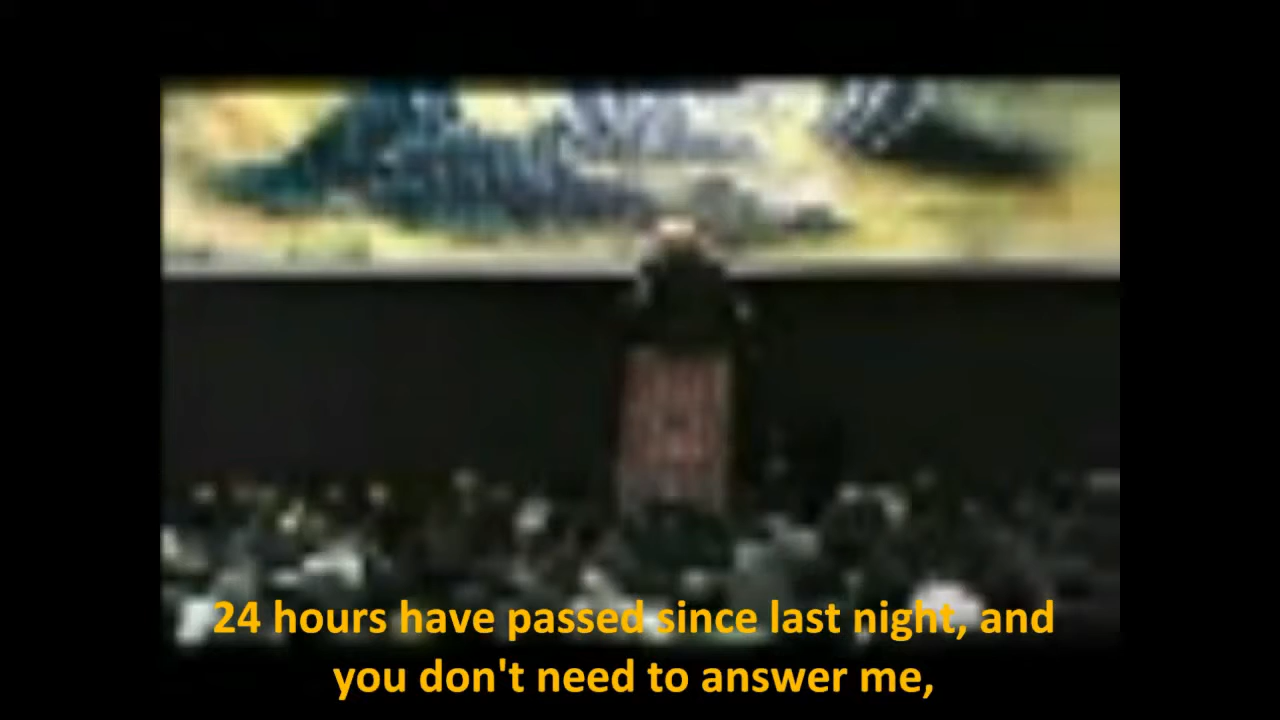 24 hours have passed since last night, and
you don't need to answer me,